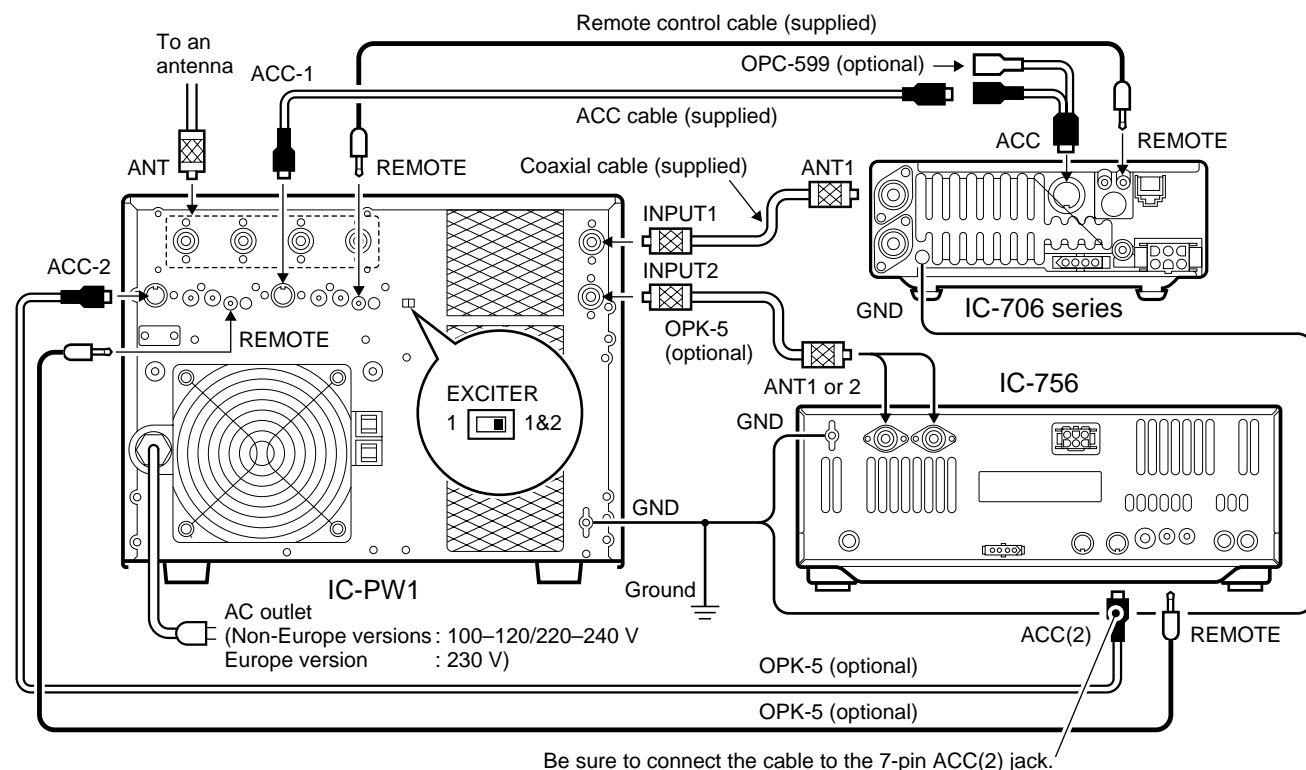 Remote control cable (supplied)
To an
antenna
OPC-599 (optional)
ACC-1
ACC cable (supplied)
ANT
REMOTE
Coaxial cable (supplied)
ANT1
ACC
REMOTE
INPUT1
ACC-2
INPUT2
GND
IC-706 series
REMOTE
OPK-5
(optional)
ANT1 or 2
IC-756
EXCITER
1 1&2
GND
GND
IC-PW1
Ground
AC outlet
(Non-Europe versions : 100–120/220–240 V
Europe version : 230 V)
ACC(2)
REMOTE
OPK-5 (optional)
OPK-5 (optional)
Be sure to connect the cable to the 7-pin ACC(2) jack.